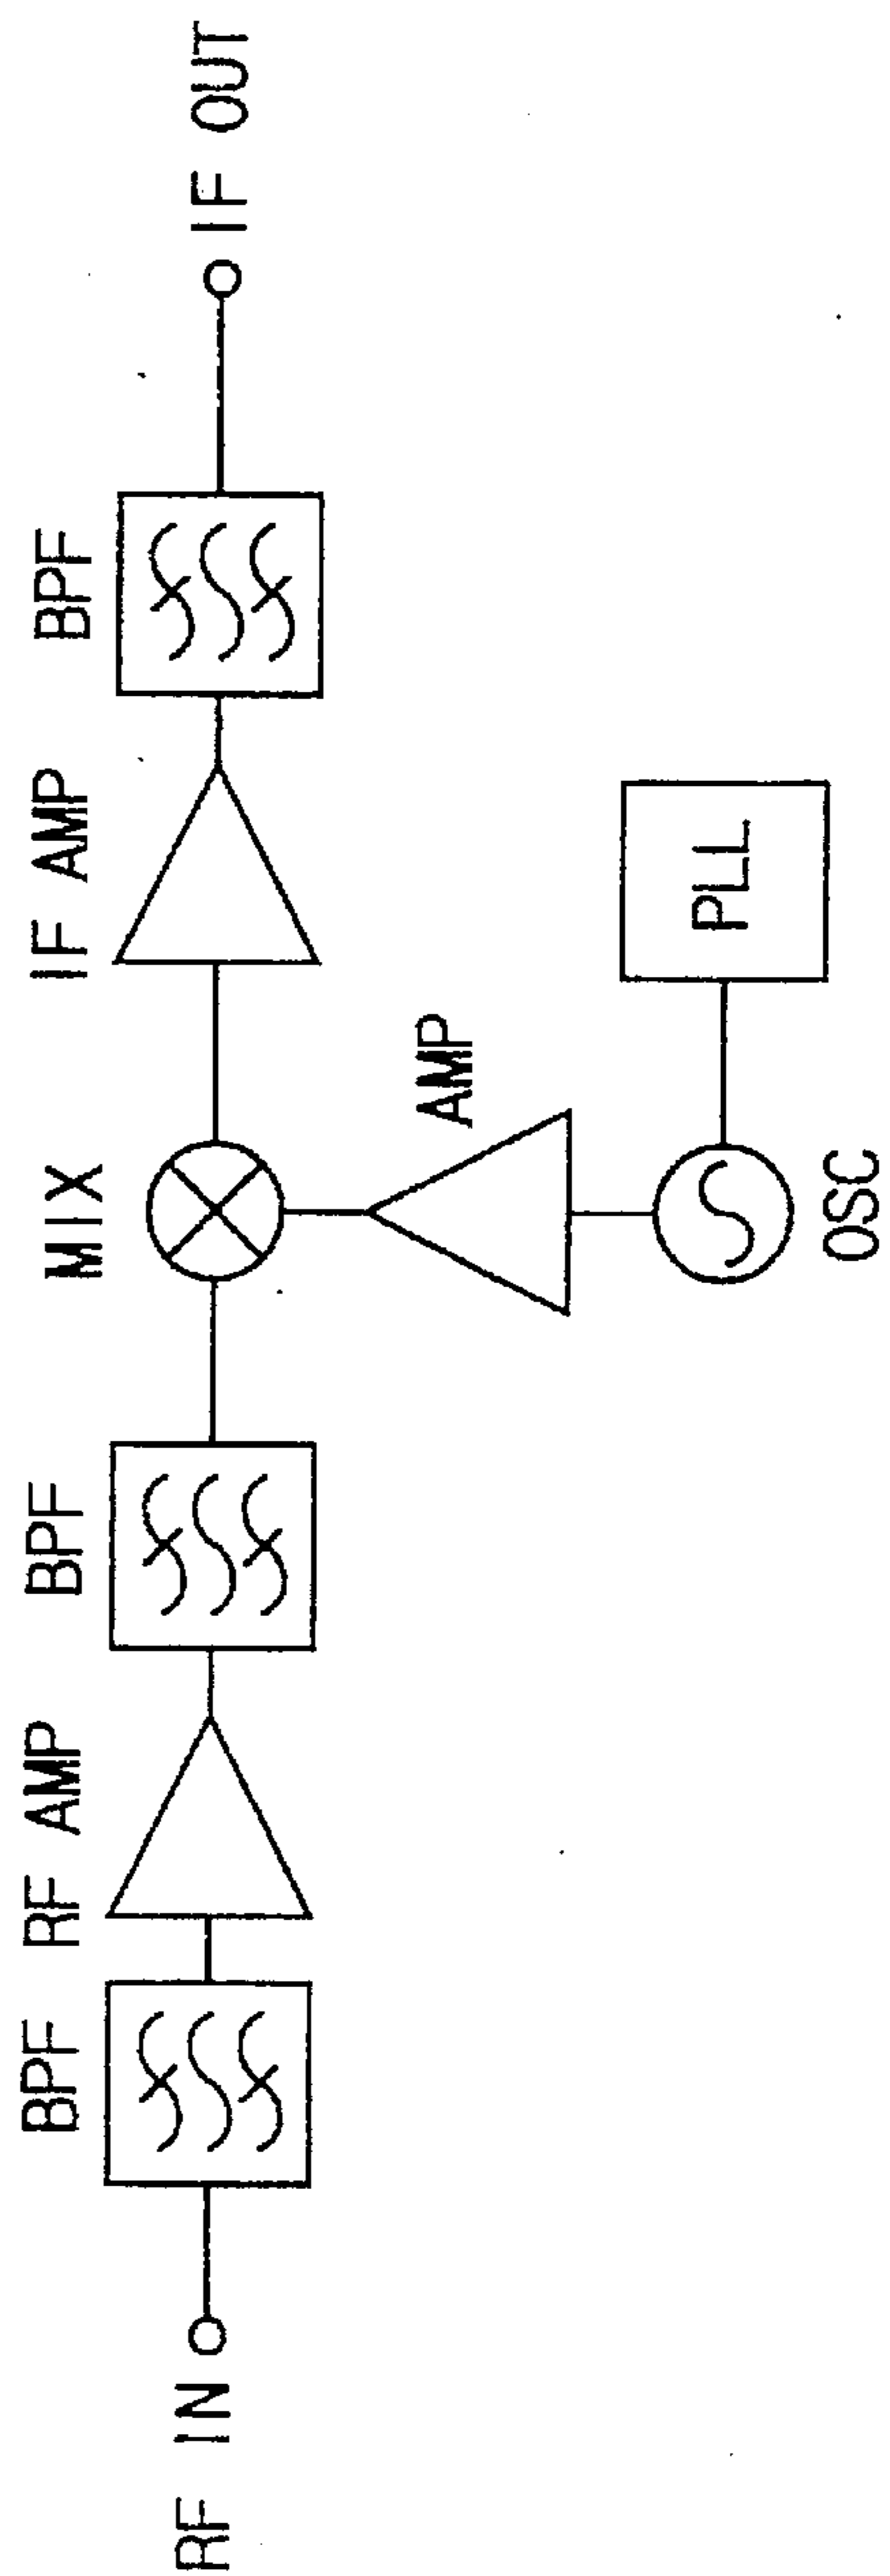 RF IN
BPF
RF AMP
BPF
MIX
IF AMP
BPF
IF OUT
AMP
OSC
PLL